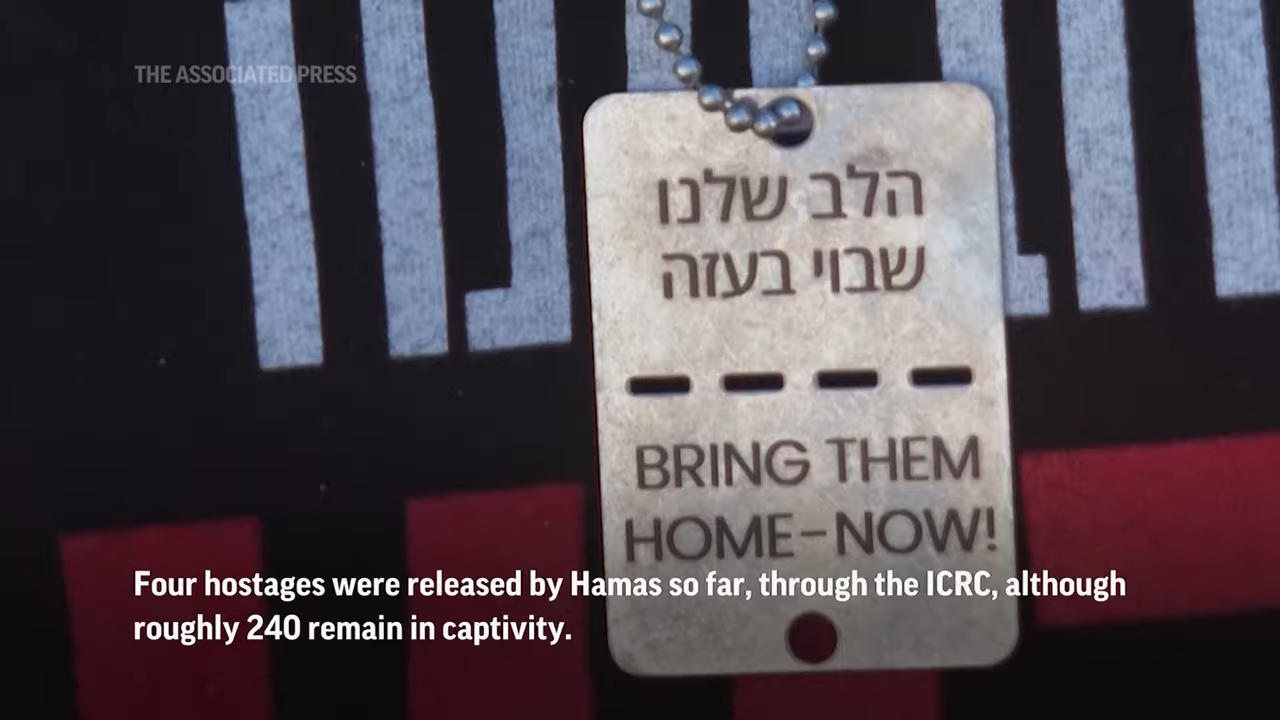 THE ASSOCIATED PRESS
הלב שלנו
שבוי בעזה
BRING THEM
HOME-NOW!
Four hostages were released by Hamas so far, through the ICRC, although
roughly 240 remain in captivity.